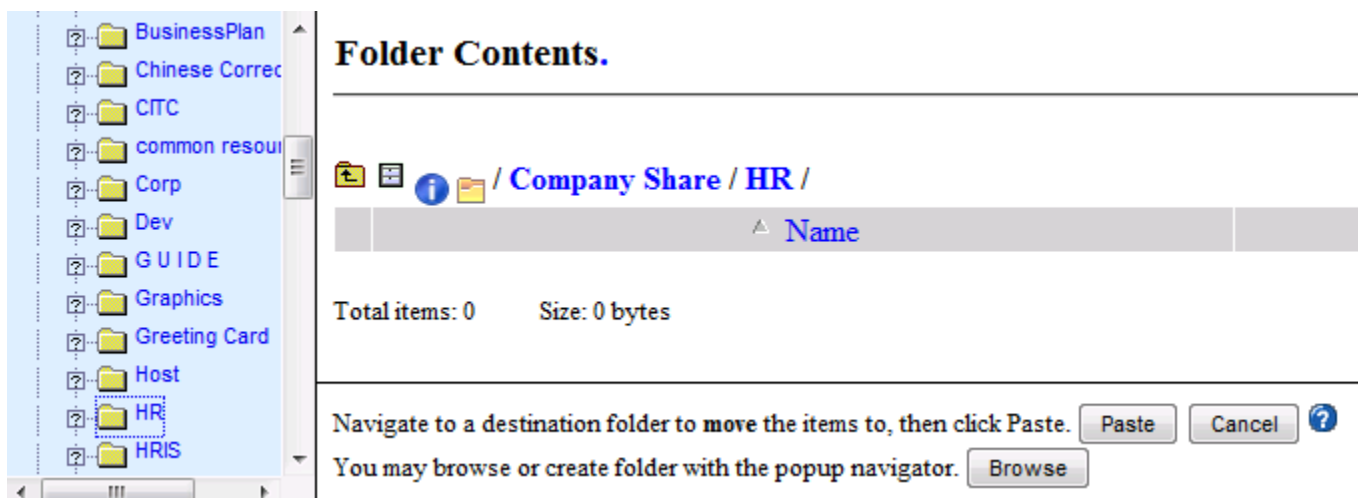 BusinessPlan
Chinese Correc
CITC
common resour
Corp
Dev
G U I D E
Graphics
Greeting Card
Host
HR
HRIS
Folder Contents.
/ Company Share / HR /
Name
Total items: 0 Size: 0 bytes
Navigate to a destination folder to move the items to, then click Paste. Paste Cancel
You may browse or create folder with the popup navigator. Browse